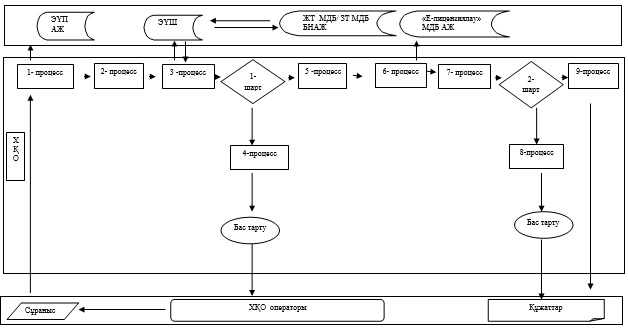 ЭҮП
АЖ
ЭҮШ
ЖТ МДБ/ ЗТ МДБ
БНАЖ
«Е-лицензиялау»
МДБ АЖ
1- процесс
2- процесс
3 -процесс
1-
шарт
5 -процесс
6- процесс
7 -процесс
2-
шарт
9-процесс
Х
Қ
О
4-процесс
8-процесс
Бас тарту
Бас тарту
Сұраныс
ХҚО операторы
Құжаттар